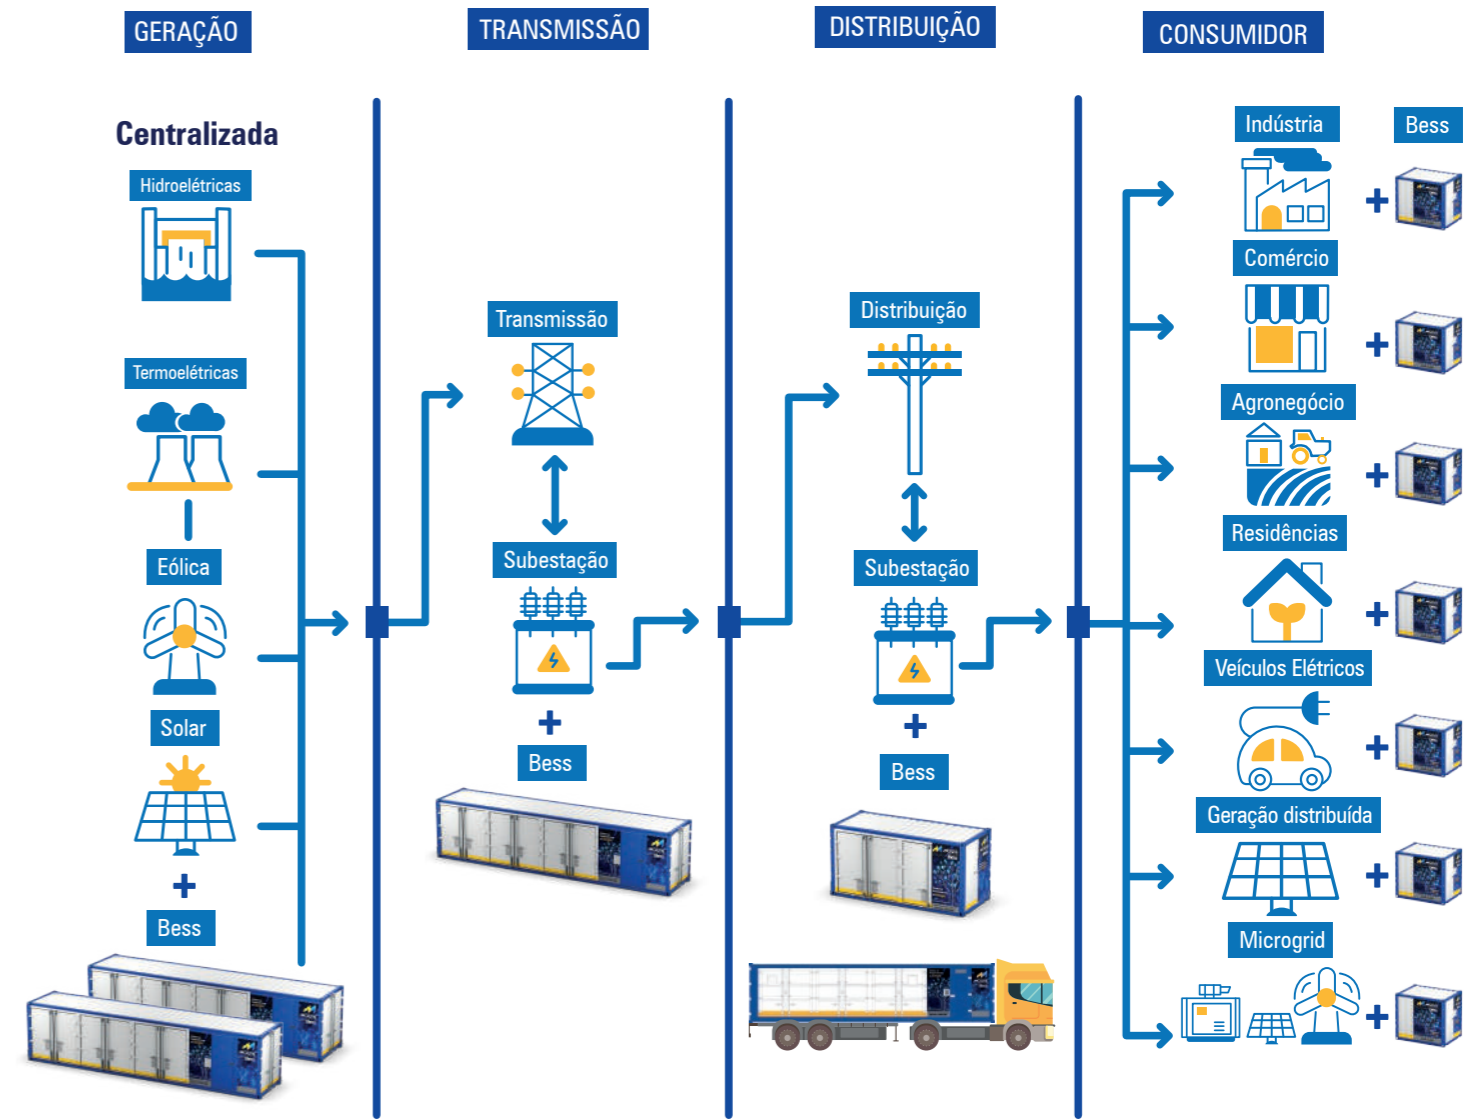 GERAÇÃO
TRANSMISSÃO
DISTRIBUIÇÃO
CONSUMIDOR
Centralizada
Hidroelétricas
Termoelétricas
Eólica
Solar
Bess
Transmissão
Subestação
Bess
Distribuição
Subestação
Bess
Indústria
Bess
Comércio
Agronegócio
Residências
Veículos Elétricos
Geração distribuída
Microgrid